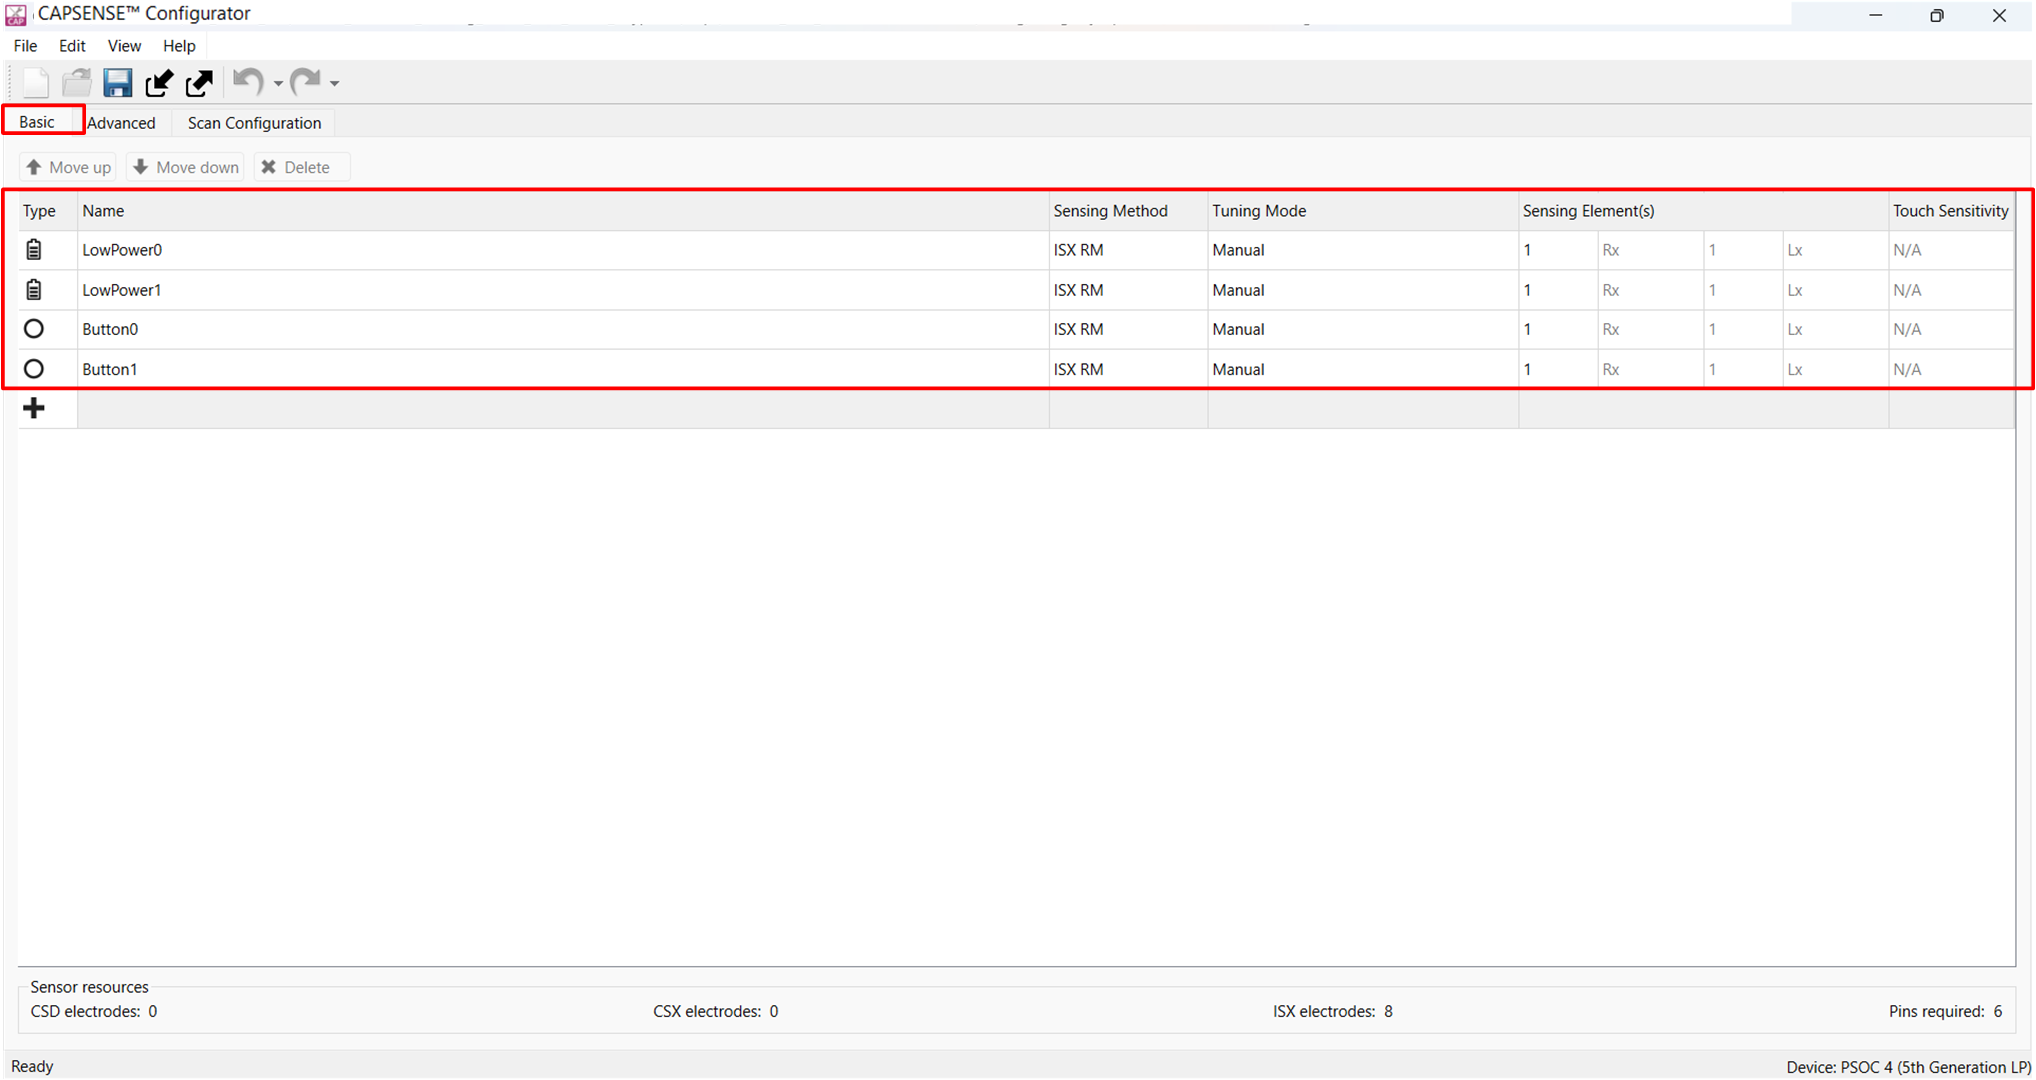 CAPSENSE™ Configurator
File Edit View Help
Basic Advanced Scan Configuration
Move up Move down Delete
Type Name Sensing Method Tuning Mode Sensing Element(s) Touch Sensitivity
LowPower0 ISX RM Manual 1 Rx 1 Lx N/A
LowPower1 ISX RM Manual 1 Rx 1 Lx N/A
Button0 ISX RM Manual 1 Rx 1 Lx N/A
Button1 ISX RM Manual 1 Rx 1 Lx N/A
Sensor resources
CSD electrodes: 0 CSX electrodes: 0 ISX electrodes: 8 Pins required: 6
Ready Device: PSOC 4 (5th Generation LP)